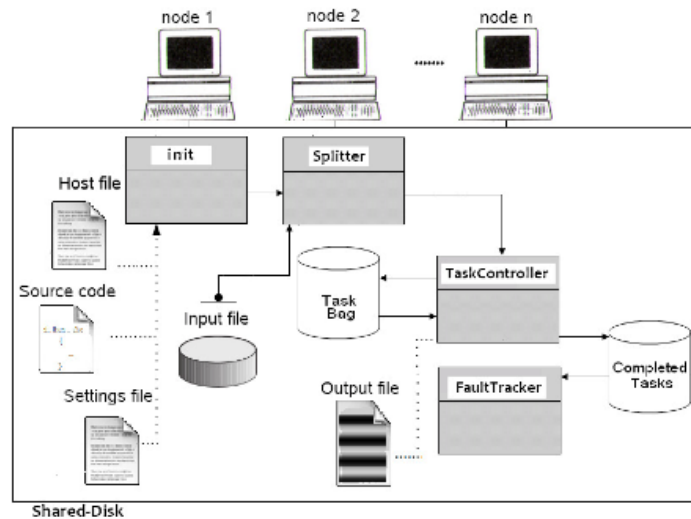 node 1
node 2
........
node n
init
Splitter
Host file
TaskController
Source code
Task
Bag
Input file
Completed
Tasks
FaultTracker
Output file
Settings file
Shared-Disk